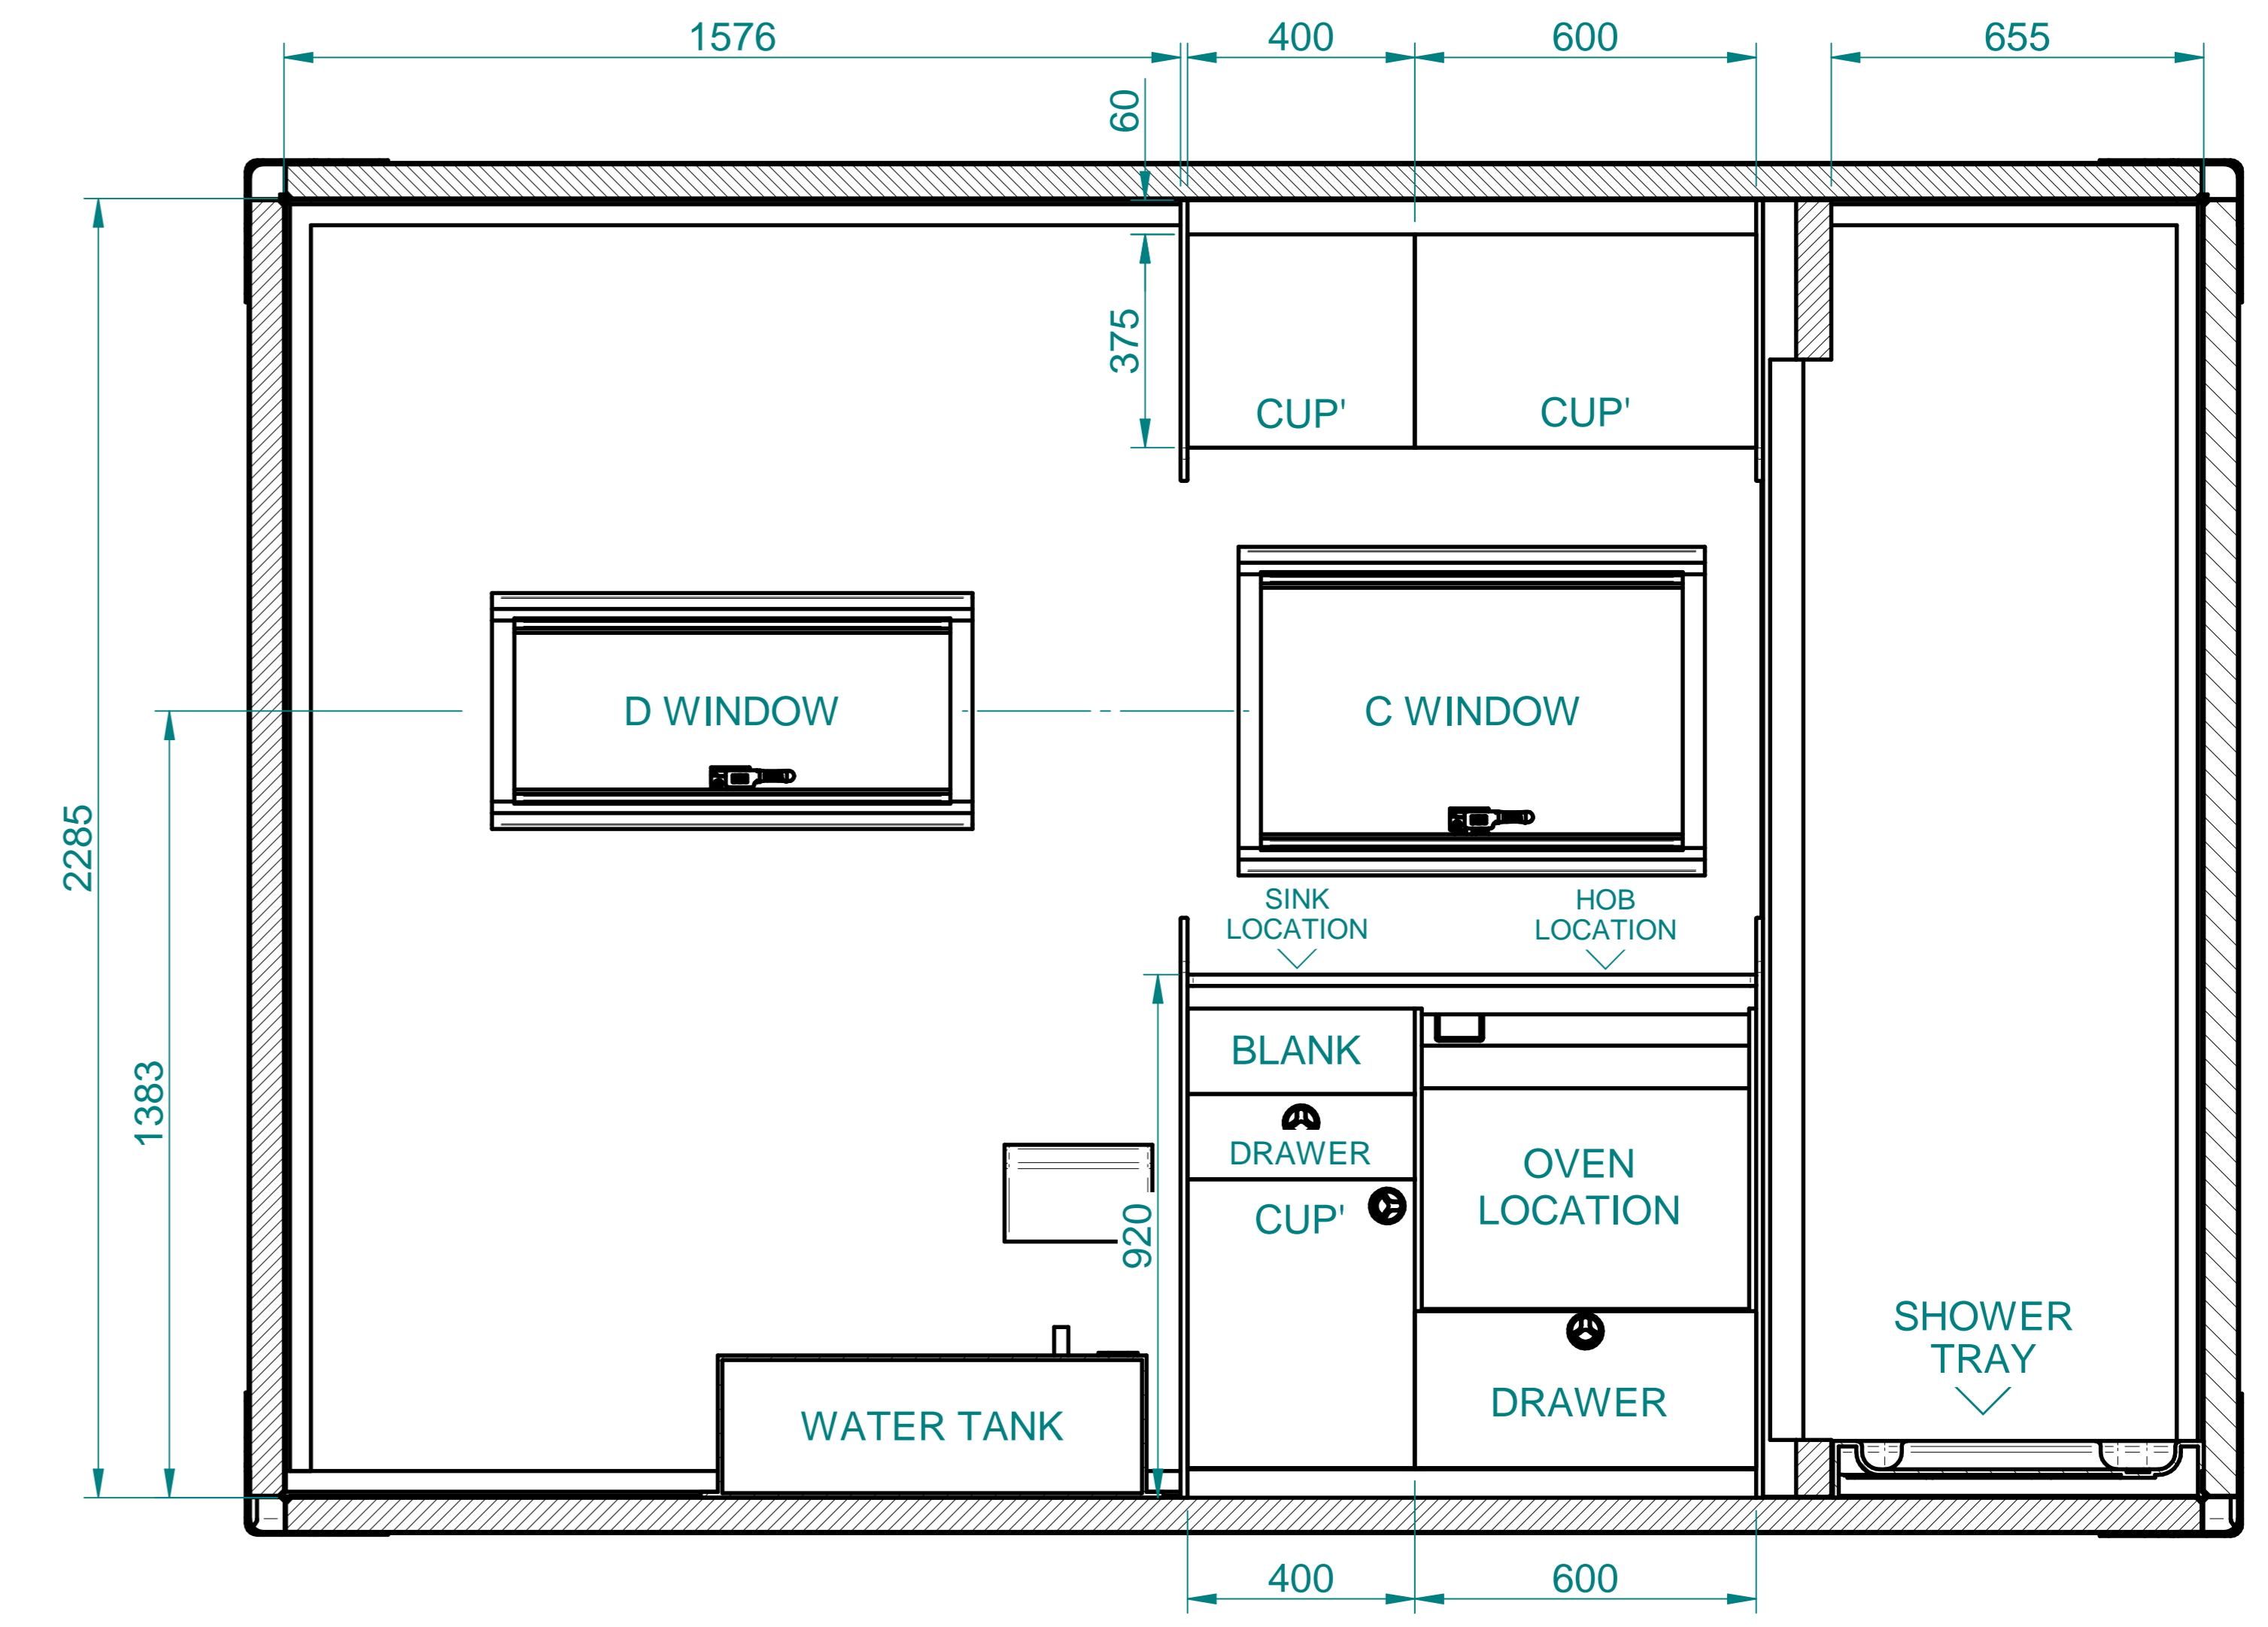 1576
400
600
655
60
375
CUP'
CUP'
D WINDOW
C WINDOW
2285
1383
SINK
LOCATION
HOB
LOCATION
BLANK
DRAWER
CUP'
OVEN
LOCATION
920
DRAWER
WATER TANK
SHOWER
TRAY
400
600